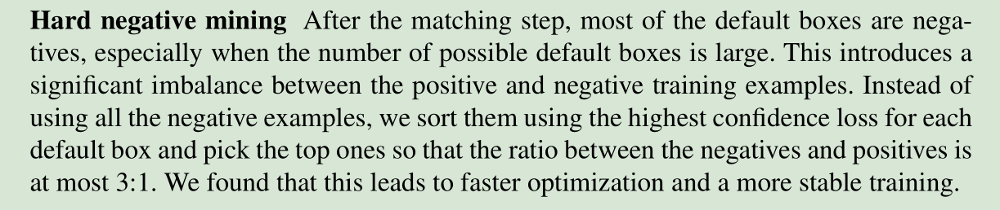 Hard negative mining After the matching step, most of the default boxes are nega-
tives, especially when the number of possible default boxes is large. This introduces a
significant imbalance between the positive and negative training examples. Instead of
using all the negative examples, we sort them using the highest confidence loss for each
default box and pick the top ones so that the ratio between the negatives and positives is
at most 3:1. We found that this leads to faster optimization and a more stable training.